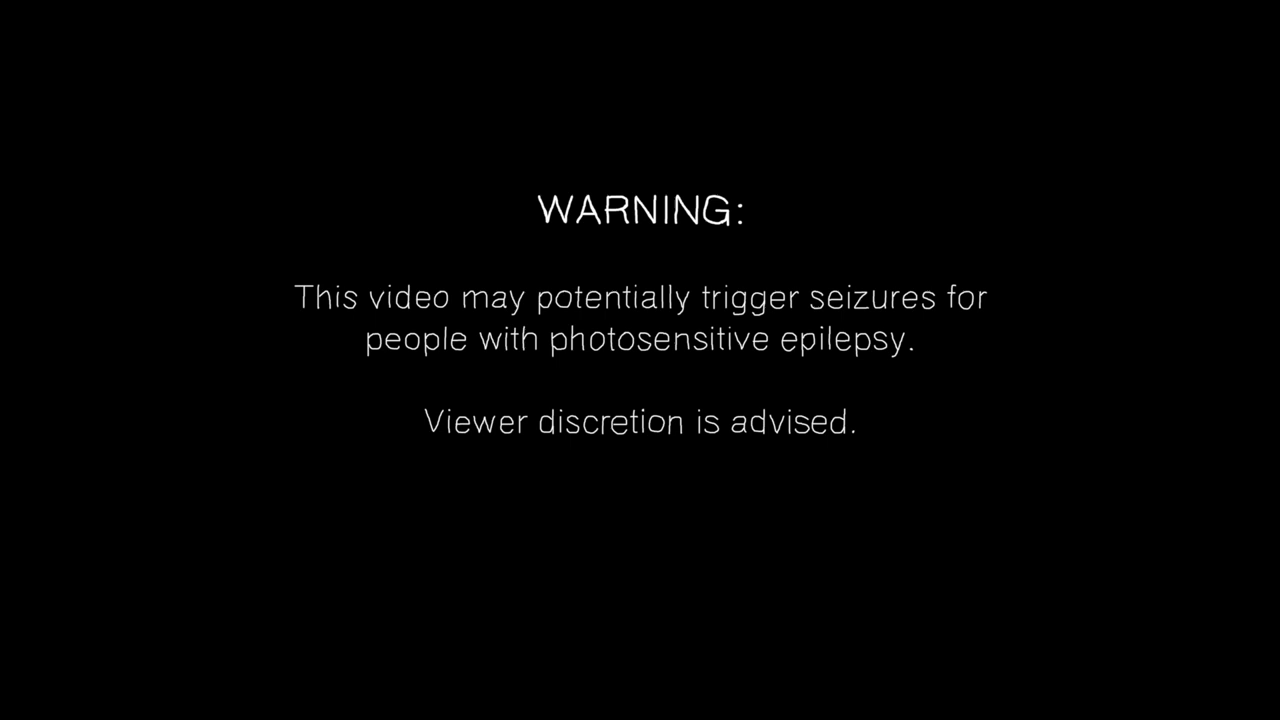 WARNING:
This video may potentially trigger seizures for
people with photosensitive epilepsy.
Viewer discretion is advised.